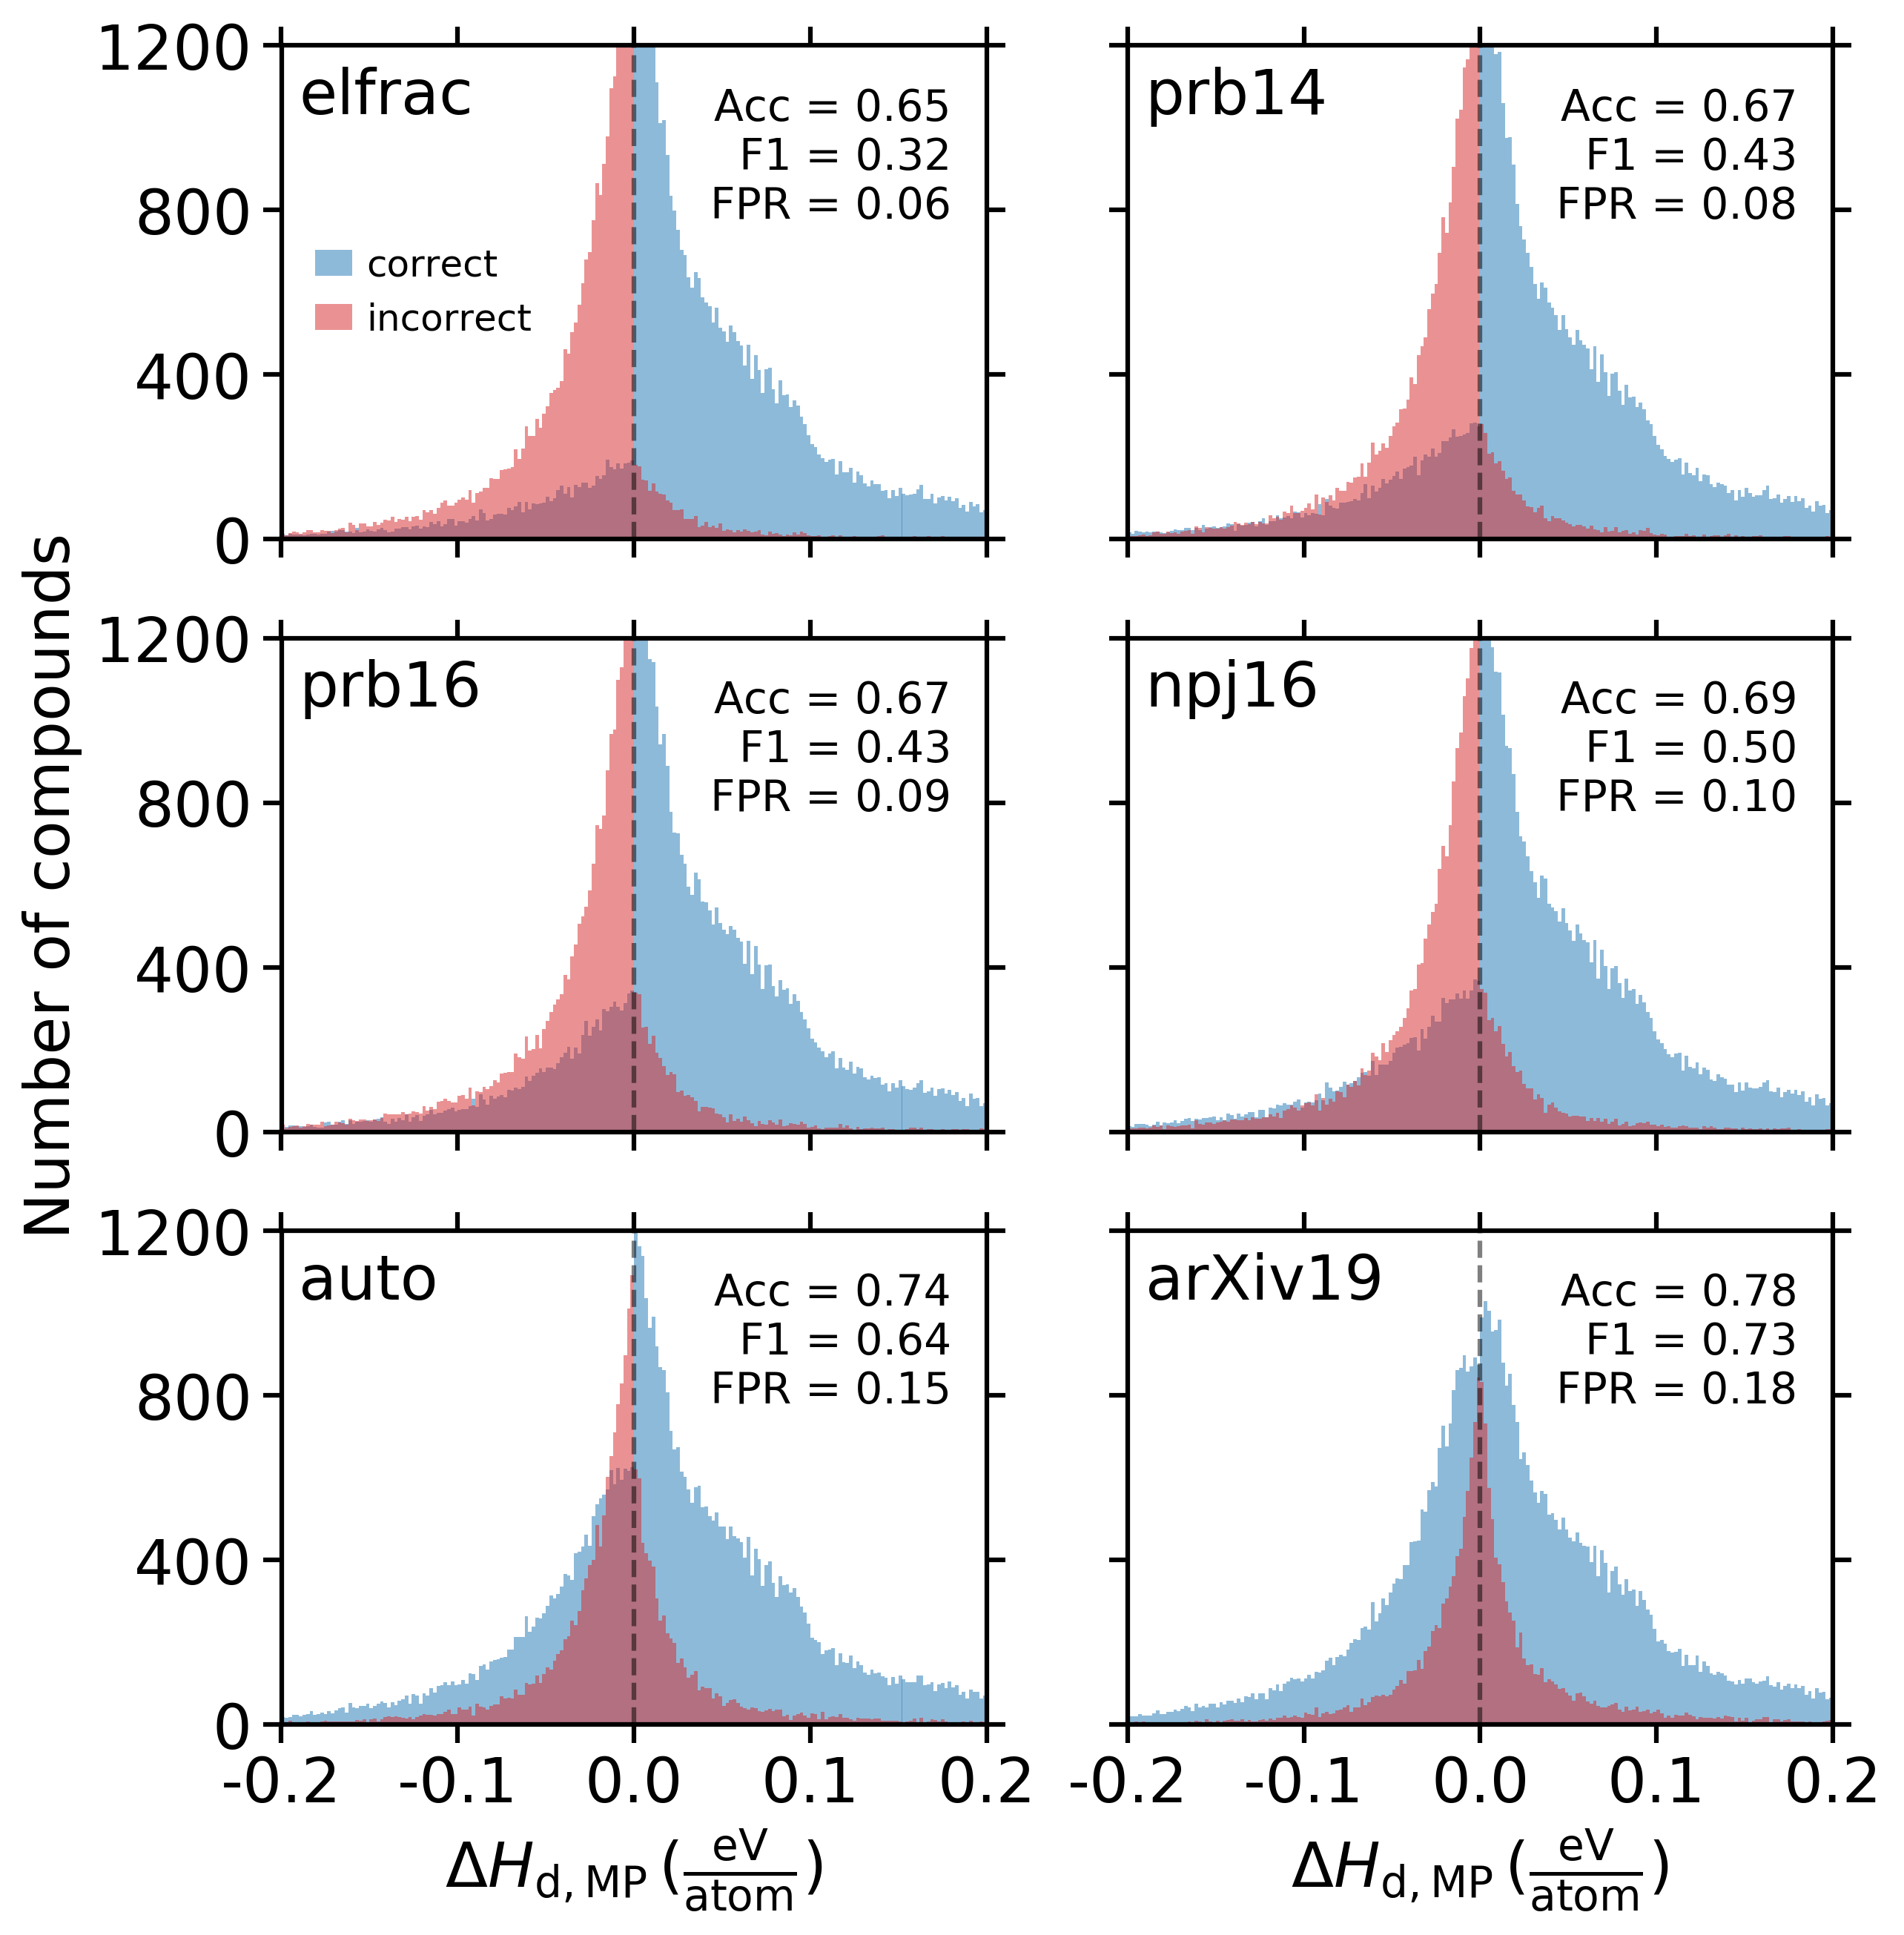 Number of compounds
1200
800
400
0
elfrac
Acc = 0.65
F1 = 0.32
FPR = 0.06
correct
incorrect
prb14
Acc = 0.67
F1 = 0.43
FPR = 0.08
1200
800
400
0
prb16
Acc = 0.67
F1 = 0.43
FPR = 0.09
npj16
Acc = 0.69
F1 = 0.50
FPR = 0.10
1200
800
400
0
auto
Acc = 0.74
F1 = 0.64
FPR = 0.15
arXiv19
Acc = 0.78
F1 = 0.73
FPR = 0.18
-0.2 -0.1 0.0 0.1 0.2
-0.2 -0.1 0.0 0.1 0.2
ΔH d, MP (eV/atom)
ΔH d, MP (eV/atom)